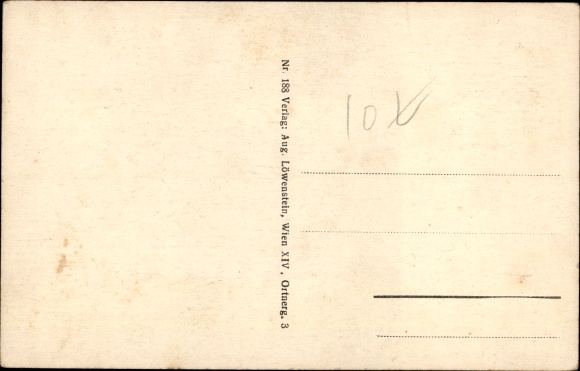 Nr. 188 Verlag: Aug. Löwenstein, Wien XIV, Ortnerg. 3
10